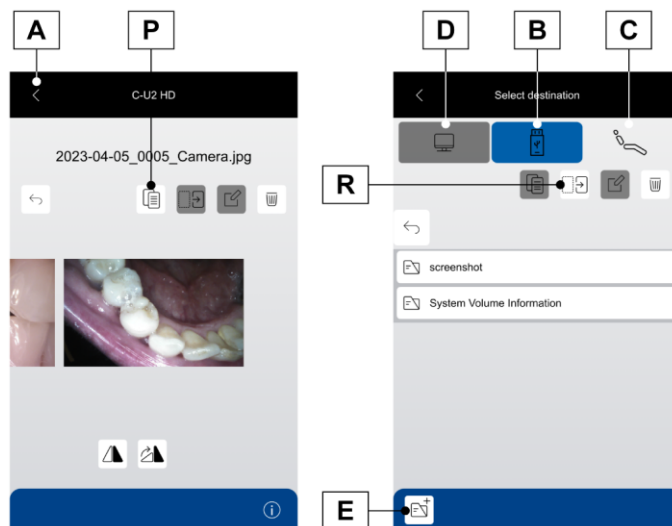 A
P
D
B
C
C-U2 HD
Select destination
2023-04-05_0005_Camera.jpg
R
screenshot
System Volume Information
E